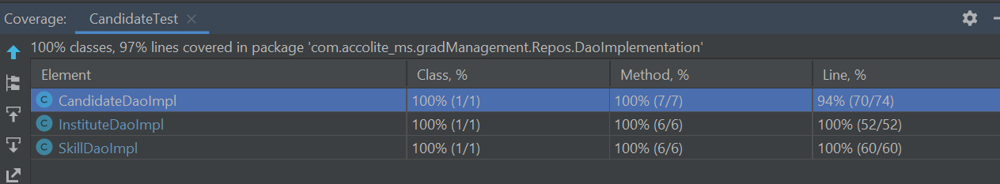 Coverage: CandidateTest
100% classes, 97% lines covered in package 'com.accolite_ms.gradManagement.Repos.DaoImplementation'
Element Class, % Method, % Line, %
C CandidateDaoImpl 100% (1/1) 100% (7/7) 94% (70/74)
C InstituteDaoImpl 100% (1/1) 100% (6/6) 100% (52/52)
C SkillDaoImpl 100% (1/1) 100% (6/6) 100% (60/60)